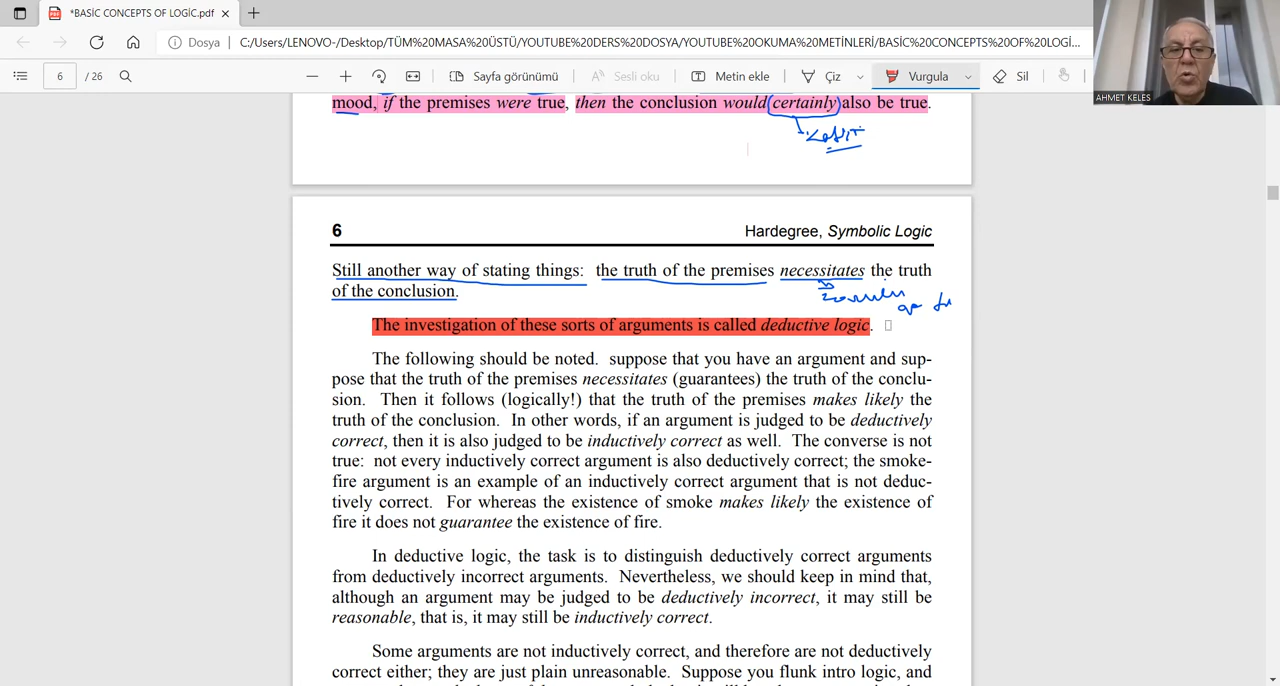 *BASİC CONCEPTS OF LOGİC.pdf
Dosya
C:/Users/LENOVO-/Desktop/TÜM%20MASAÜSTÜ/YOUTUBE%20DERS%20DOSYA/YOUTUBE%20OKUMA%20METİNLERİ/BASİC%20CONCEPTS%20OF%20LOGİ...
6 / 26
Sayfa görünümü
Sesli oku
Metin ekle
Çiz
Vurgula
Sil
AHMET KELES
mood, if the premises were true, then the conclusion would certainly also be true.
6 Hardegree, Symbolic Logic
Still another way of stating things: the truth of the premises necessitates the truth
of the conclusion.
The investigation of these sorts of arguments is called deductive logic.
The following should be noted. suppose that you have an argument and sup-
pose that the truth of the premises necessitates (guarantees) the truth of the conclu-
sion. Then it follows (logically!) that the truth of the premises makes likely the
truth of the conclusion. In other words, if an argument is judged to be deductively
correct, then it is also judged to be inductively correct as well. The converse is not
true: not every inductively correct argument is also deductively correct; the smoke-
fire argument is an example of an inductively correct argument that is not deduc-
tively correct. For whereas the existence of smoke makes likely the existence of
fire it does not guarantee the existence of fire.
In deductive logic, the task is to distinguish deductively correct arguments
from deductively incorrect arguments. Nevertheless, we should keep in mind that,
although an argument may be judged to be deductively incorrect, it may still be
reasonable, that is, it may still be inductively correct.
Some arguments are not inductively correct, and therefore are not deductively
correct either; they are just plain unreasonable. Suppose you flunk intro logic, and